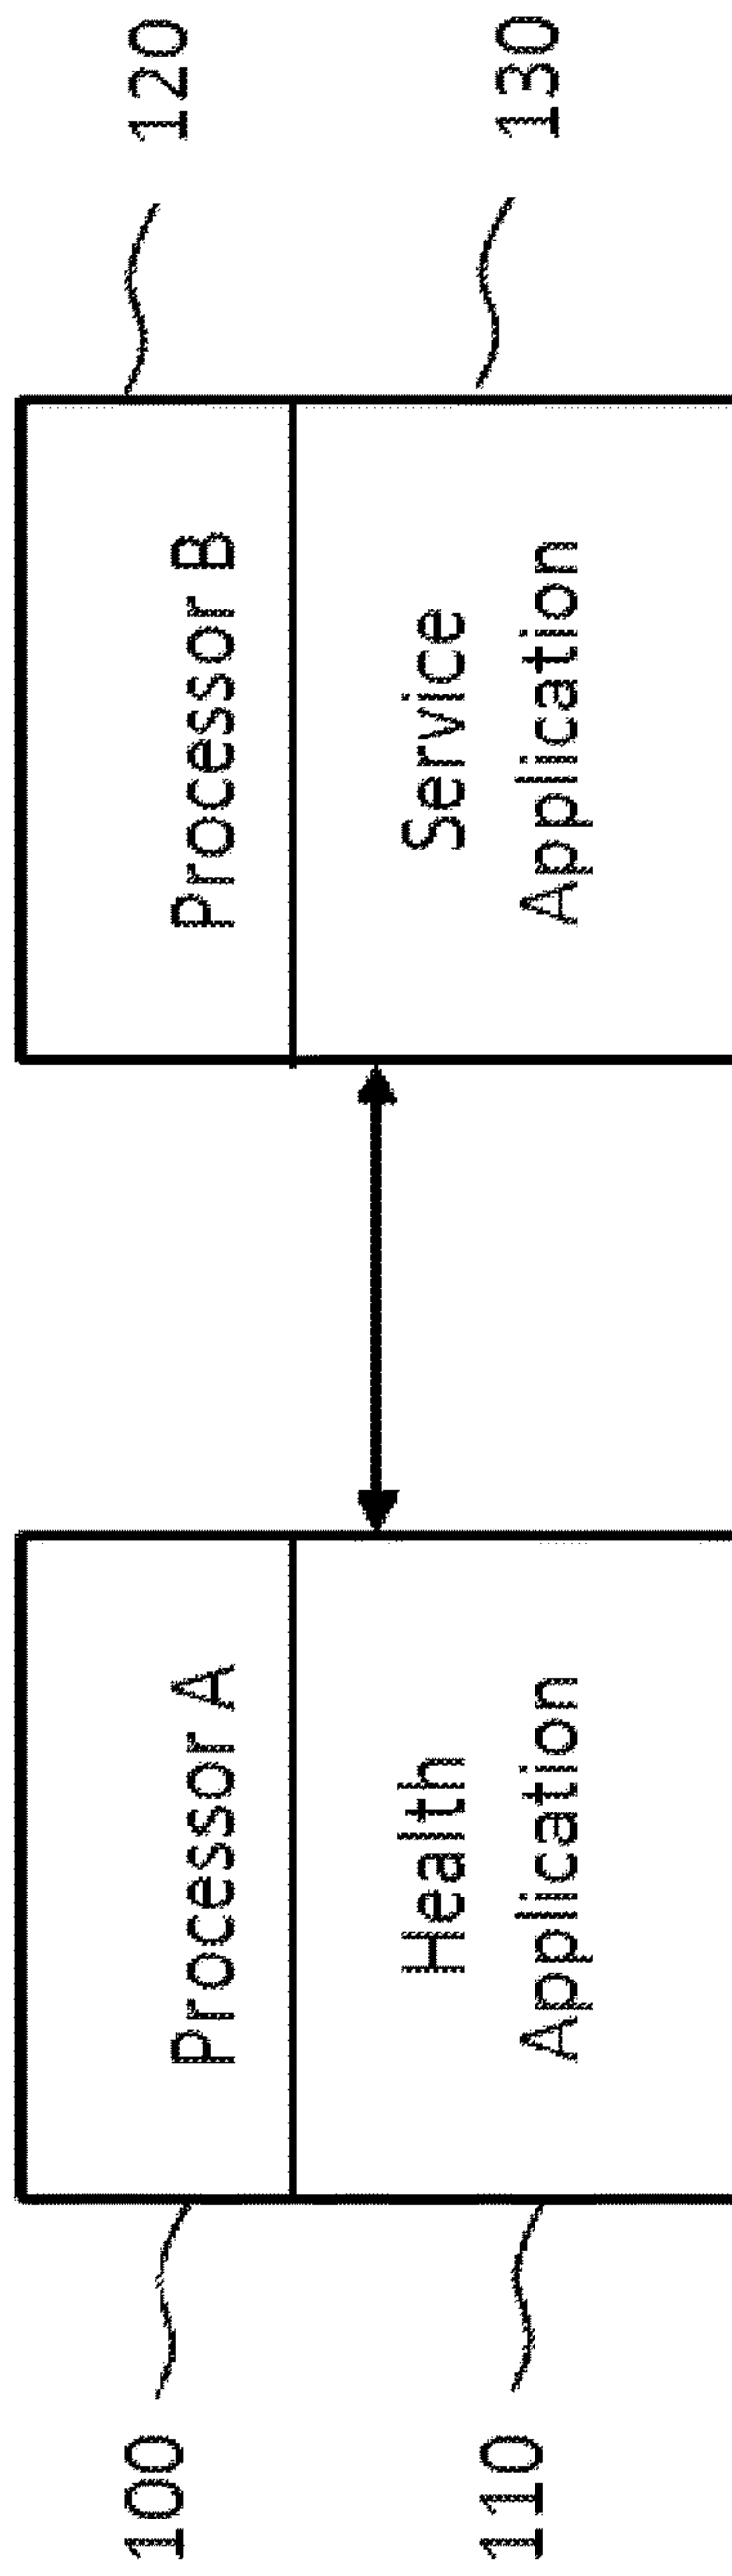 100
Processor A
110
Health
Application
Processor B
120
Service
Application
130